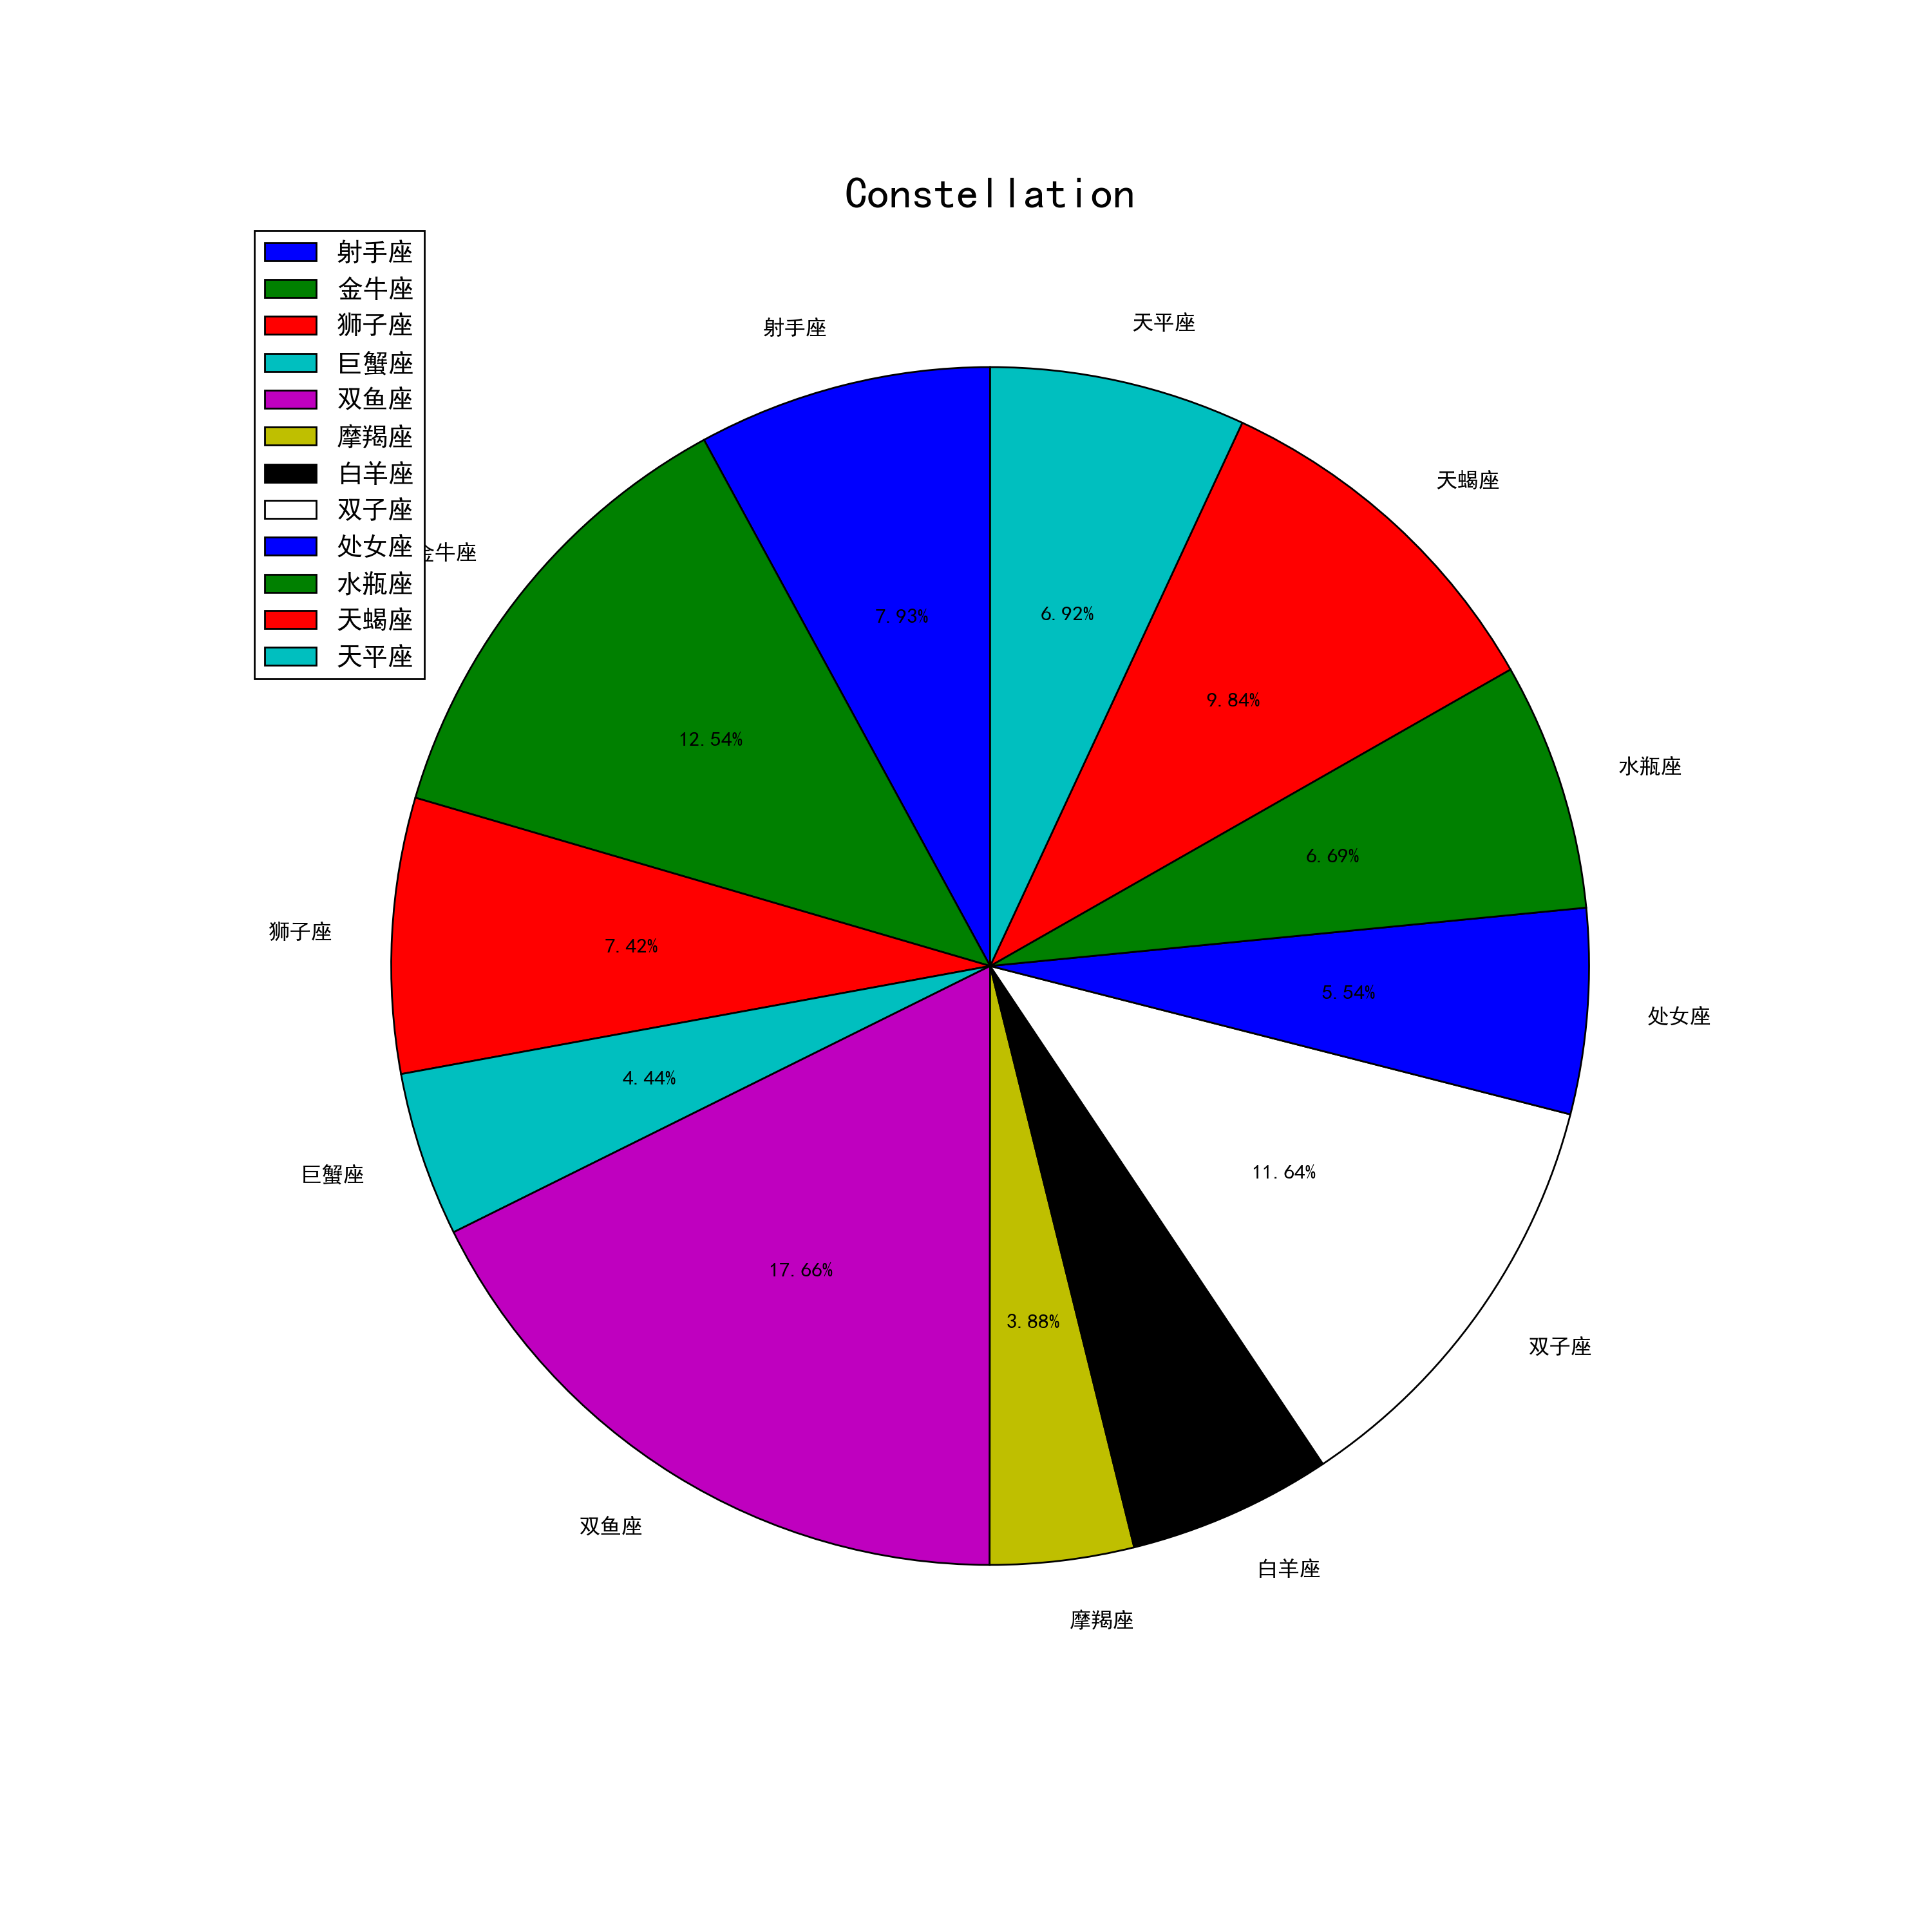 Constellation
射手座
金牛座
狮子座
巨蟹座
双鱼座
摩羯座
白羊座
双子座
处女座
水瓶座
天蝎座
天平座
射手座
天平座
天蝎座
金牛座
水瓶座
狮子座
处女座
巨蟹座
双子座
双鱼座
白羊座
摩羯座
7.93%
6.92%
9.84%
12.54%
6.69%
7.42%
5.54%
4.44%
11.64%
17.66%
3.88%